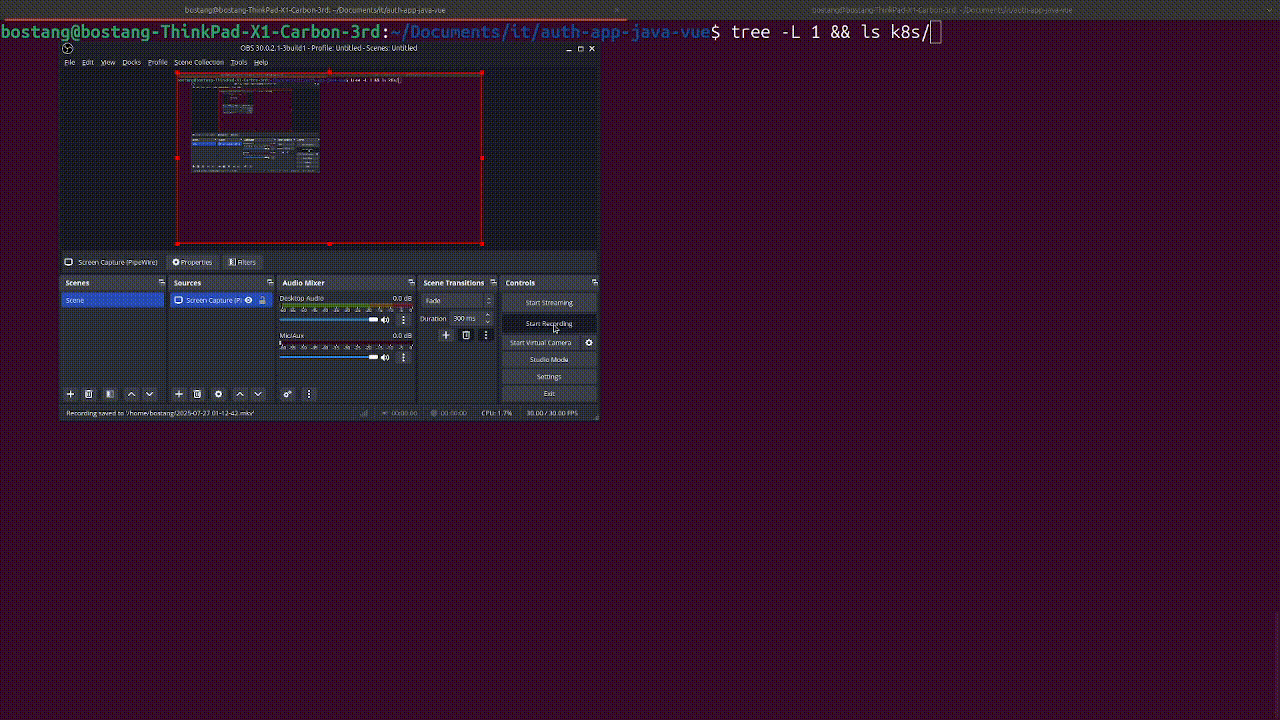 bostang@bostang-ThinkPad-X1-Carbon-3rd: ~/Documents/it/auth-app-java-vue
bostang@bostang-ThinkPad-X1-Carbon-3rd: ~/Documents/it/auth-app-java-vue
bostang@bostang-ThinkPad-X1-Carbon-3rd:~/Documents/it/auth-app-java-vue$ tree -L 1 && ls k8s/
OBS 30.0.2.1-3build1 - Profile: Untitled - Scenes: Untitled
File Edit View Docks Profile Scene Collection Tools Help
Screen Capture (PipeWire) Properties Filters
Scenes Sources Audio Mixer Scene Transitions Controls
Scene
Screen Capture (Pi
Desktop Audio 0.0 dB
Mic/Aux 0.0 dB
Fade
Duration 300 ms
Start Streaming
Start Recording
Start Virtual Camera
Studio Mode
Settings
Exit
Recording saved to '/home/bostang/2025-07-27 01-12-42.mkv' 00:00:00 00:00:00 CPU: 1.7% 30.00 / 30.00 FPS